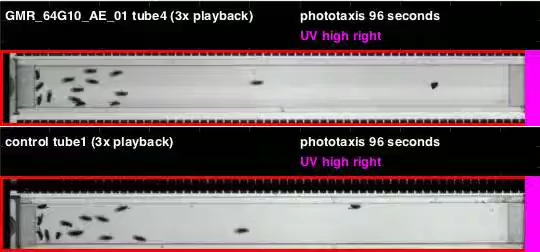 GMR_64G10_AE_01 tube4 (3x playback) phototaxis 96 seconds
UV high right
control tube1 (3x playback) phototaxis 96 seconds
UV high right